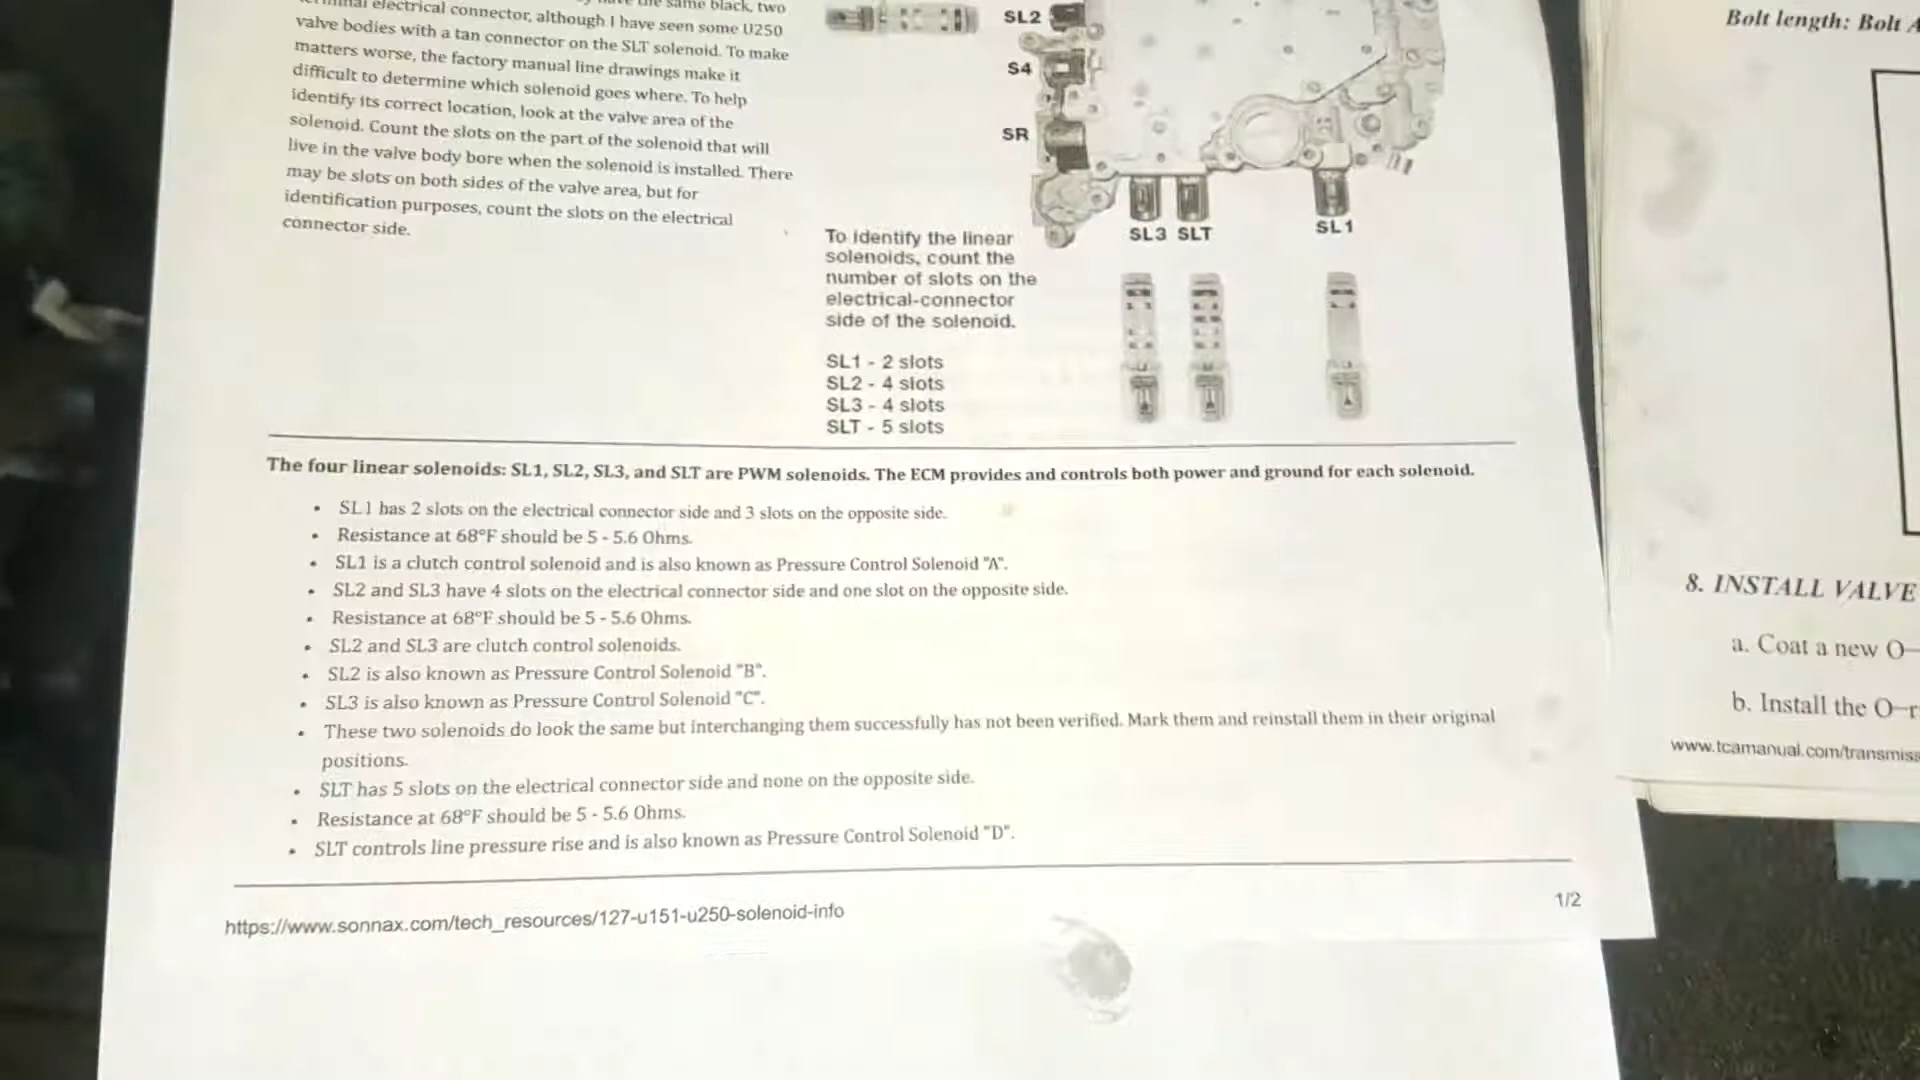 the same black, two
electrical connector, although I have seen some U250
valve bodies with a tan connector on the SLT solenoid. To make
matters worse, the factory manual line drawings make it
difficult to determine which solenoid goes where. To help
identify its correct location, look at the valve area of the
solenoid. Count the slots on the part of the solenoid that will
live in the valve body bore when the solenoid is installed. There
may be slots on both sides of the valve area, but for
identification purposes, count the slots on the electrical
connector side.
SL2
S4
SR
SL3 SLT
SL1
To identify the linear
solenoids, count the
number of slots on the
electrical-connector
side of the solenoid.
SL1 - 2 slots
SL2 - 4 slots
SL3 - 4 slots
SLT - 5 slots
The four linear solenoids: SL1, SL2, SL3, and SLT are PWM solenoids. The ECM provides and controls both power and ground for each solenoid.
• SL1 has 2 slots on the electrical connector side and 3 slots on the opposite side.
• Resistance at 68°F should be 5 - 5.6 Ohms.
• SL1 is a clutch control solenoid and is also known as Pressure Control Solenoid "A".
• SL2 and SL3 have 4 slots on the electrical connector side and one slot on the opposite side.
• Resistance at 68°F should be 5 - 5.6 Ohms.
• SL2 and SL3 are clutch control solenoids.
• SL2 is also known as Pressure Control Solenoid "B".
• SL3 is also known as Pressure Control Solenoid "C".
• These two solenoids do look the same but interchanging them successfully has not been verified. Mark them and reinstall them in their original
positions.
• SLT has 5 slots on the electrical connector side and none on the opposite side.
• Resistance at 68°F should be 5 - 5.6 Ohms.
• SLT controls line pressure rise and is also known as Pressure Control Solenoid "D".
https://www.sonnax.com/tech_resources/127-u151-u250-solenoid-info
1/2
Bolt length: Bolt A
8. INSTALL VALVE
a. Coat a new O-
b. Install the O-r
www.tcamanual.com/transmiss